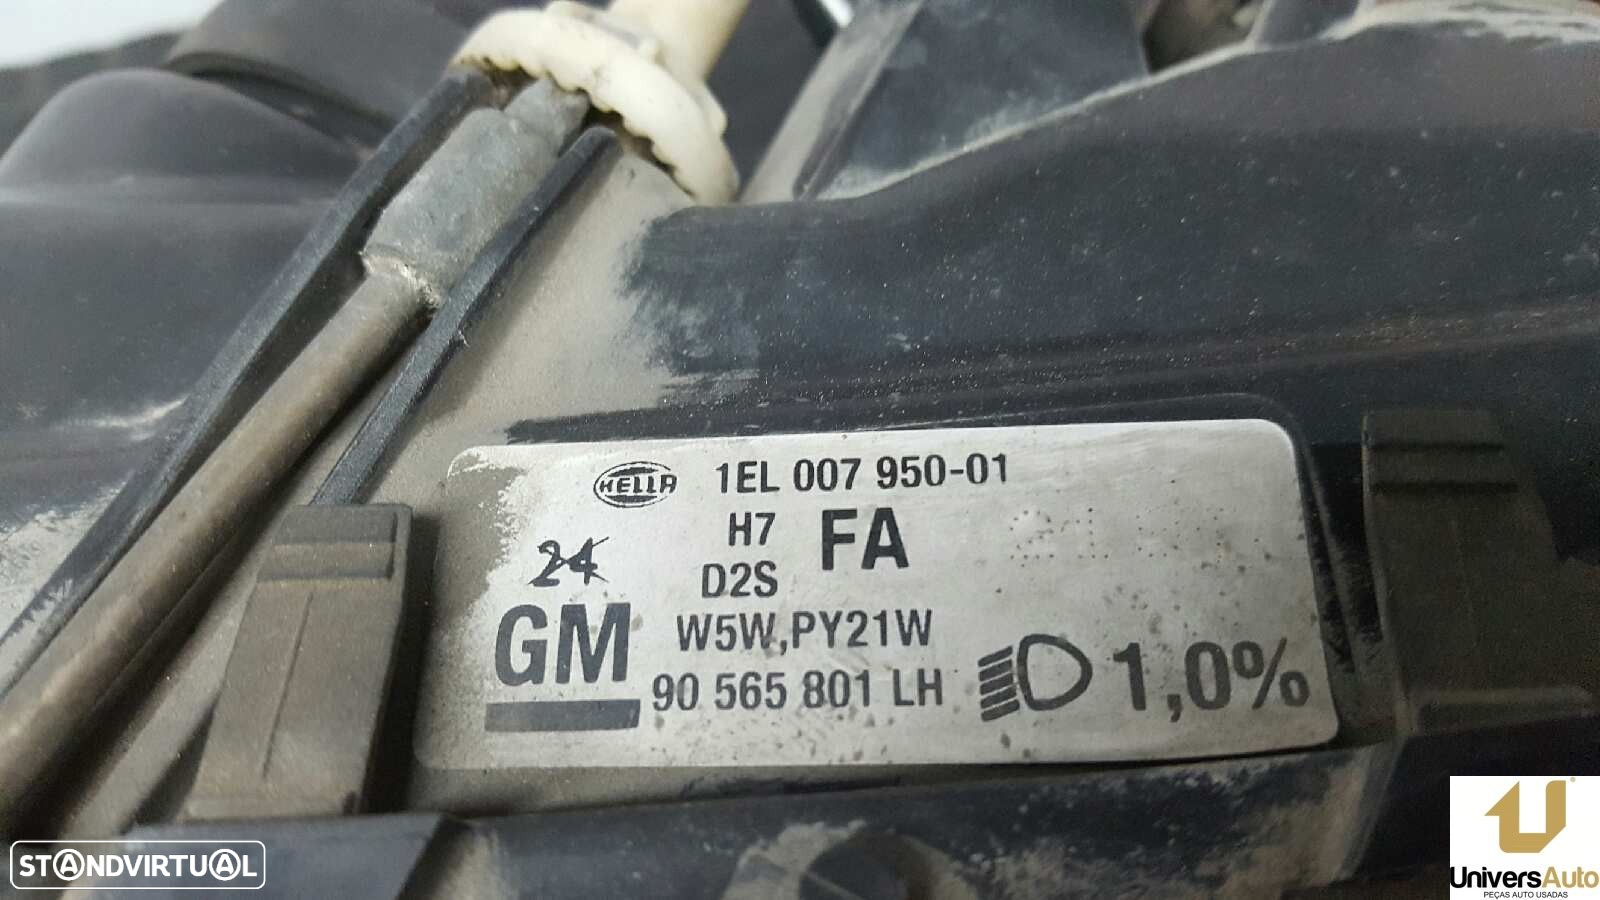 HELLA 1EL 007 950-01
H7 FA
24 D2S
GM W5W,PY21W
90 565 801 LH 1,0%
STANDVIRTUAL
UniversAuto
PEÇAS AUTO USADAS